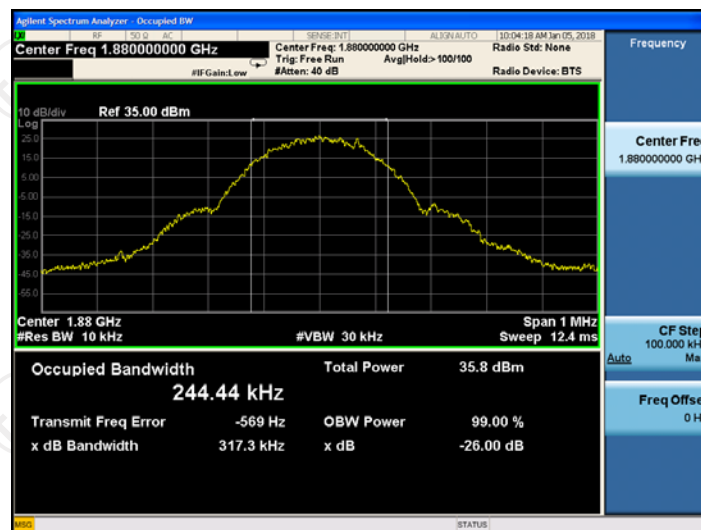 Agilent Spectrum Analyzer - Occupied BW
RF 50 Ω AC SENSE:INT ALIGN AUTO 10:04:18 AM Jan 05, 2018
Center Freq 1.880000000 GHz
Center Freq: 1.880000000 GHz
Radio Std: None
Trig: Free Run Avg|Hold:> 100/100
#IFGain:Low
#Atten: 40 dB
Radio Device: BTS
Frequency
10 dB/div Ref 35.00 dBm
Log
25.0
15.0
5.00
-5.00
-15.0
-25.0
-35.0
-45.0
-55.0
Center Fre
1.880000000 GH
Center 1.88 GHz Span 1 MHz
#Res BW 10 kHz #VBW 30 kHz Sweep 12.4 ms
CF Step
100.000 kH
Auto Ma
Occupied Bandwidth Total Power 35.8 dBm
244.44 kHz
Transmit Freq Error -569 Hz OBW Power 99.00 %
x dB Bandwidth 317.3 kHz x dB -26.00 dB
Freq Offse
0 H
MSG STATUS